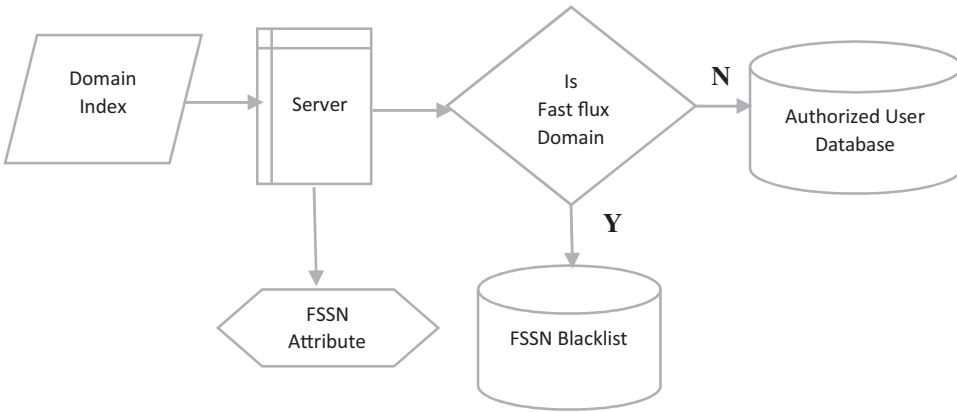 Domain
Index
Server
Is
Fast flux
Domain
N
Authorized User
Database
Y
FSSN
Attribute
FSSN Blacklist